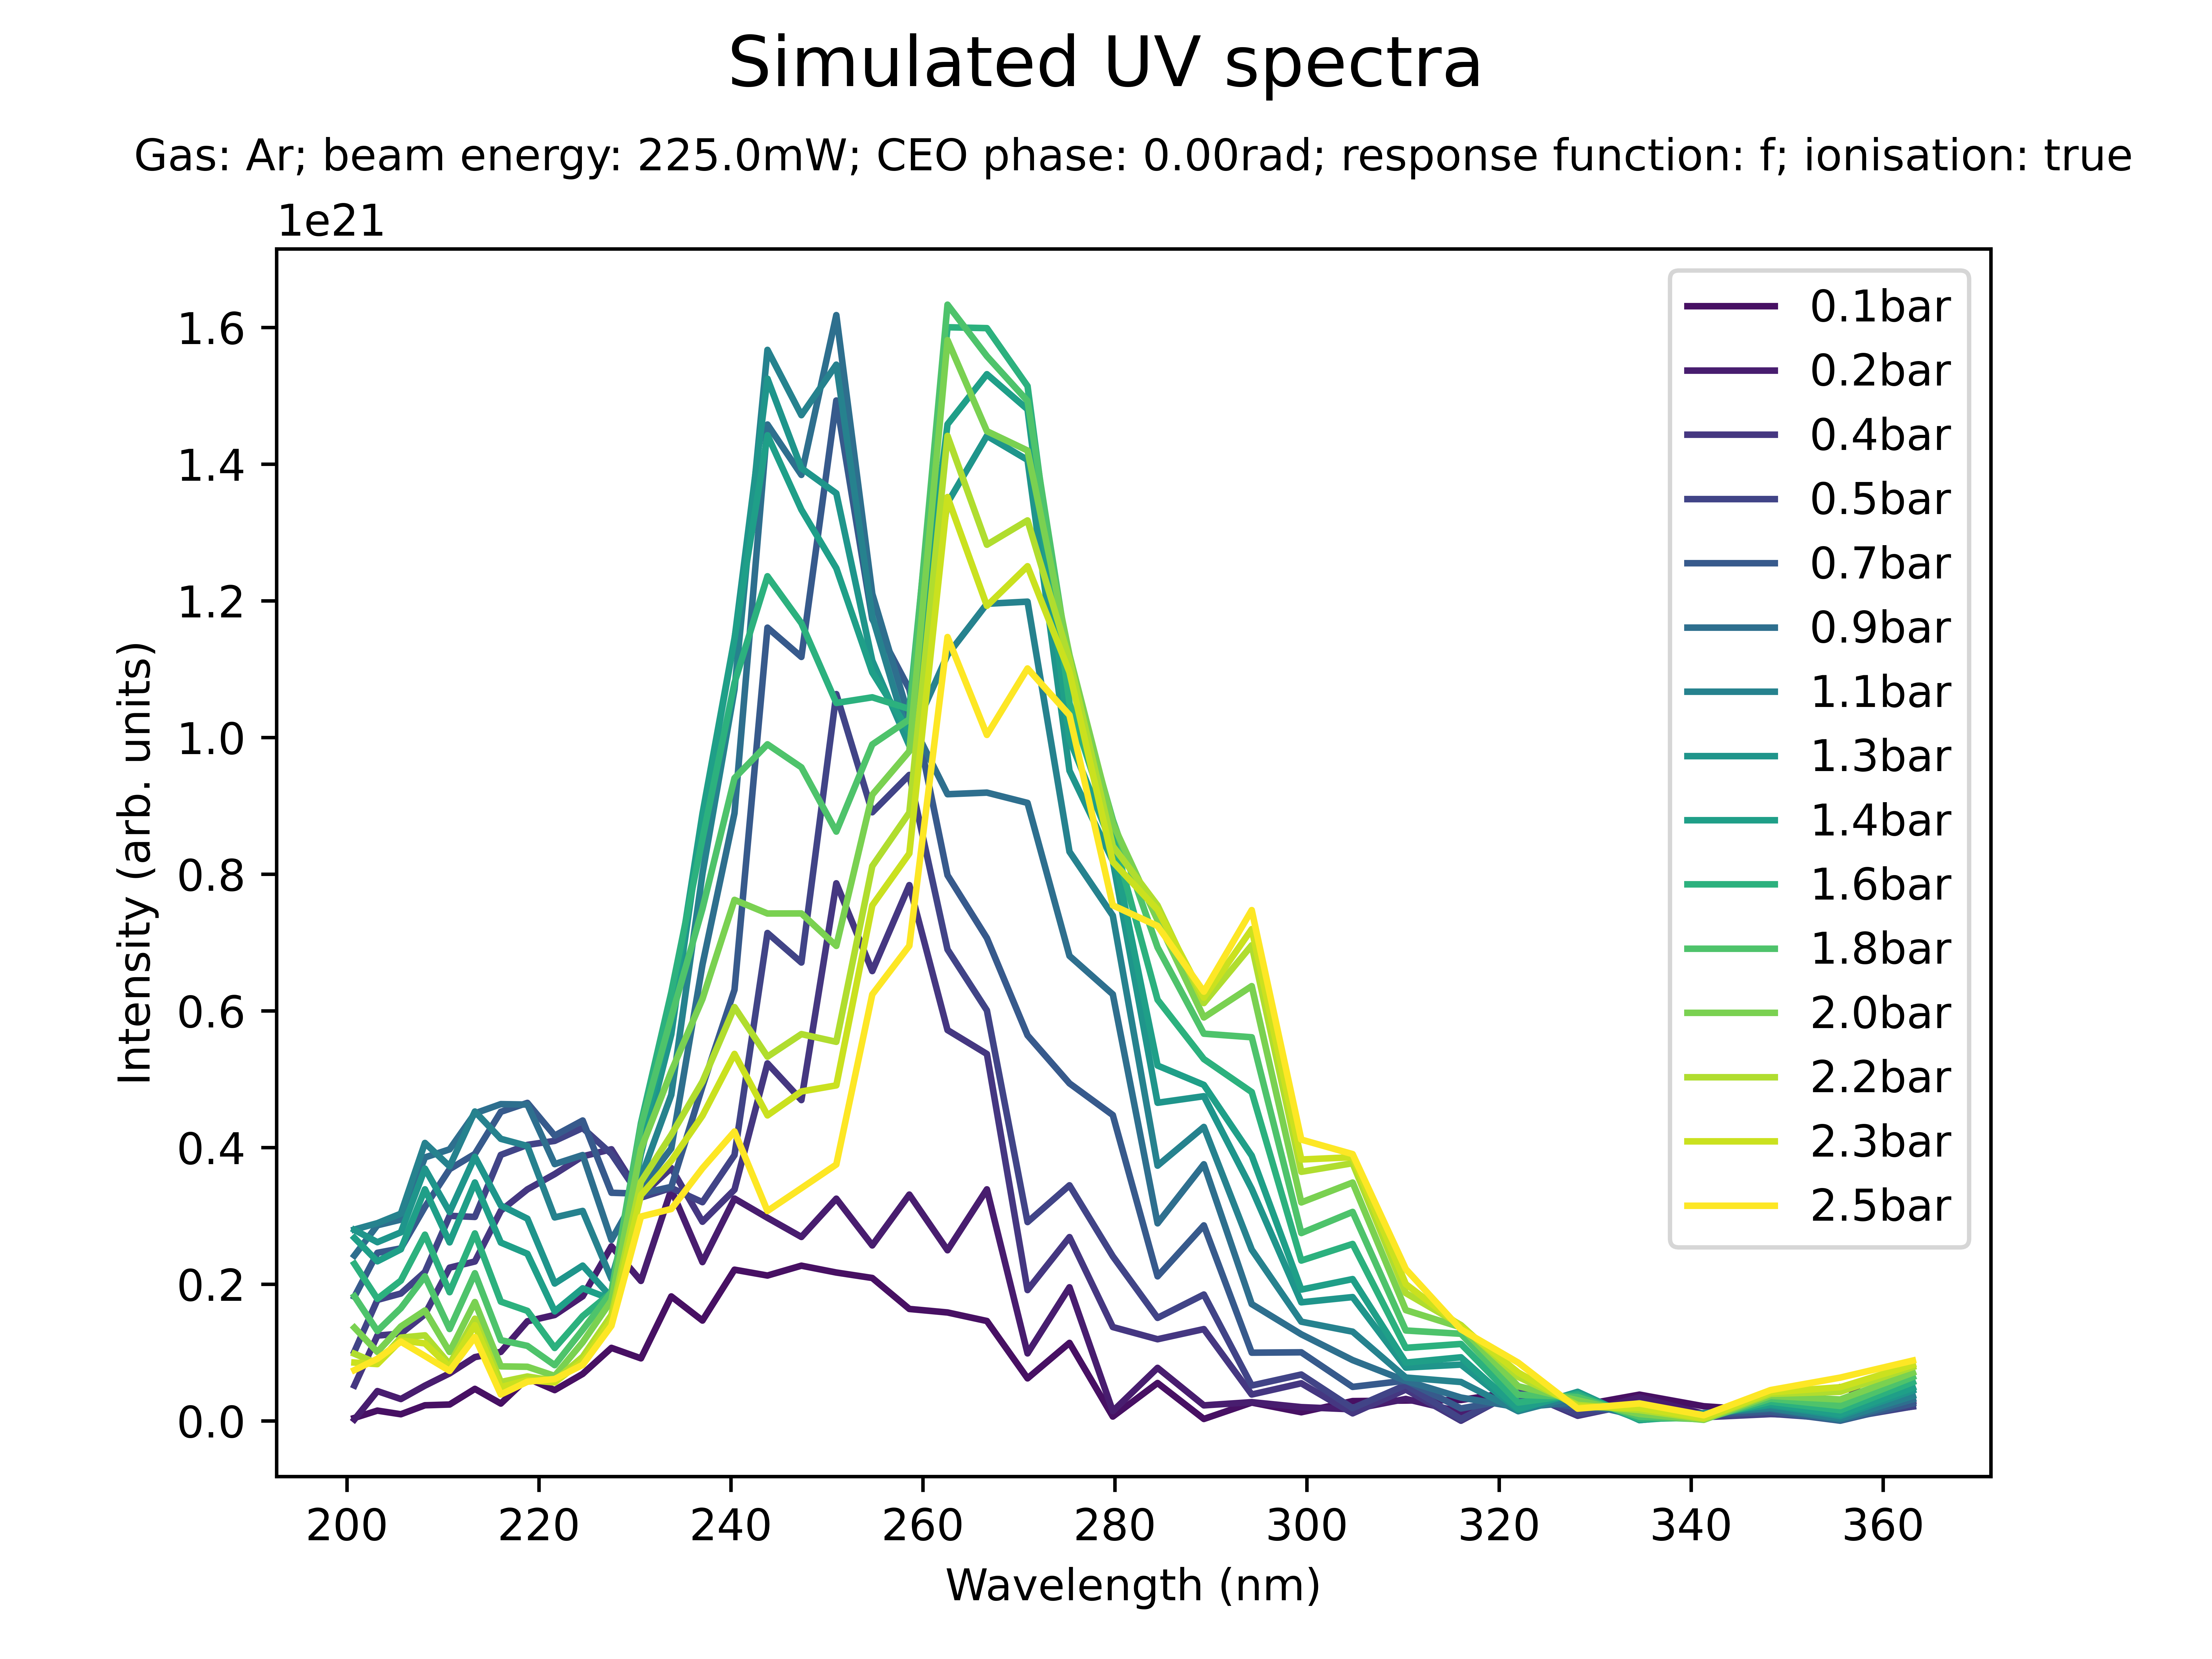 Simulated UV spectra
Gas: Ar; beam energy: 225.0mW; CEO phase: 0.00rad; response function: f; ionisation: true
1e21
1.6
1.4
1.2
1.0
0.8
0.6
0.4
0.2
0.0
Intensity (arb. units)
0.1bar
0.2bar
0.4bar
0.5bar
0.7bar
0.9bar
1.1bar
1.3bar
1.4bar
1.6bar
1.8bar
2.0bar
2.2bar
2.3bar
2.5bar
200 220 240 260 280 300 320 340 360
Wavelength (nm)